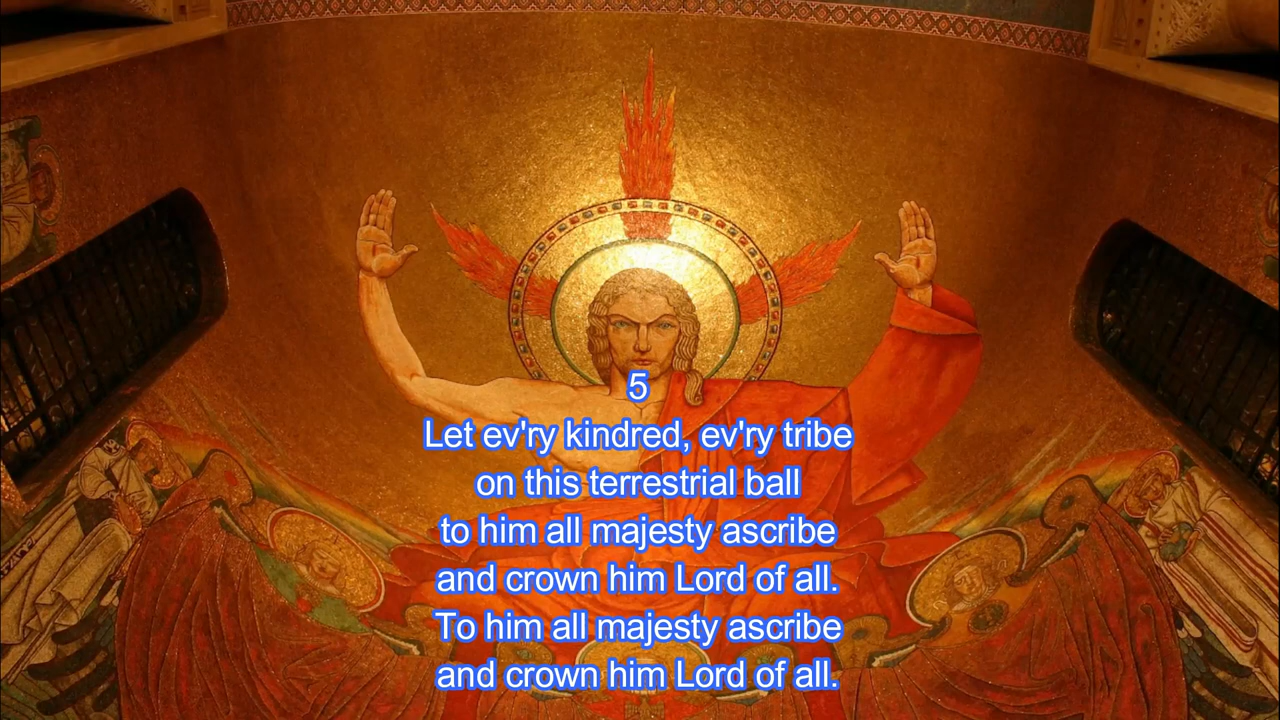 5
Let ev'ry kindred, ev'ry tribe
on this terrestrial ball
to him all majesty ascribe
and crown him Lord of all.
To him all majesty ascribe
and crown him Lord of all.